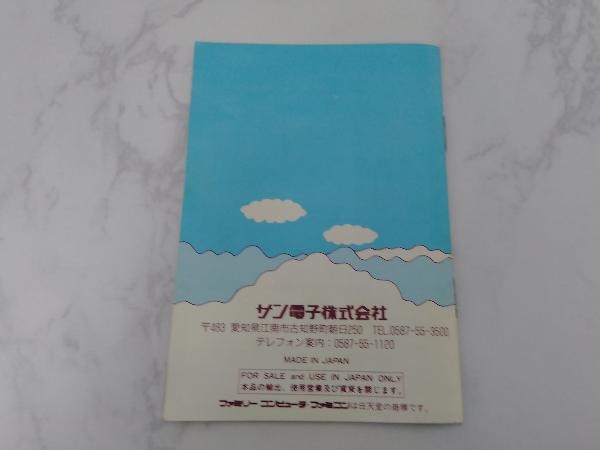 サン電子株式会社
〒483 愛知県江南市古知野町朝日250 TEL.0587-55-3500
テレフォン案内:0587-55-1120
MADE IN JAPAN
FOR SALE and USE IN JAPAN ONLY
本品の輸出、使用営業及び賃貸を禁じます。
ファミリーコンピュータ・ファミコンは任天堂の商標です。